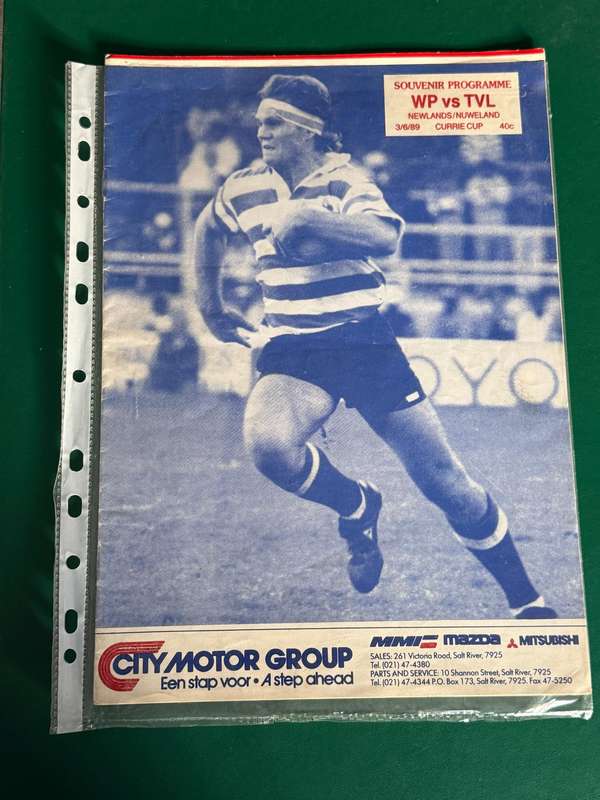 SOUVENIR PROGRAMME
WP vs TVL
NEWLANDS/NUWELAND
3/6/89 CURRIE CUP 40c
OYO
CITY MOTOR GROUP
Een stap voor • A step ahead
MMI mazda MITSUBISHI
SALES: 261 Victoria Road, Salt River, 7925
Tel. (021) 47-4380
PARTS AND SERVICE: 10 Shannon Street, Salt River, 7925
Tel. (021) 47-4344 P.O. Box 173, Salt River, 7925. Fax 47-5250